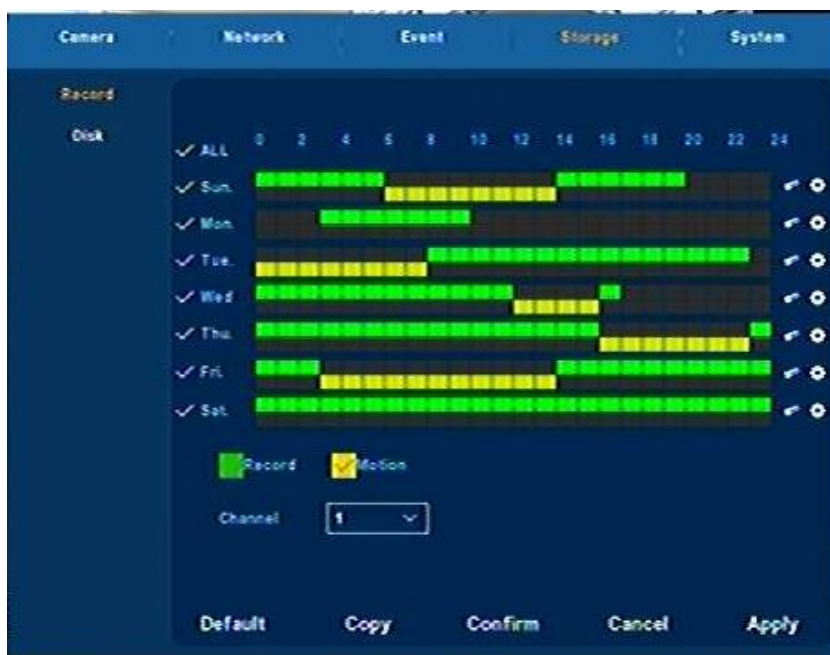 Camera Network Event Storage System
Record
Disk
ALL 0 2 4 6 8 10 12 14 16 18 20 22 24
Sun.
Mon.
Tue.
Wed
Thu.
Fri.
Sat.
Record Motion
Channel 1
Default Copy Confirm Cancel Apply